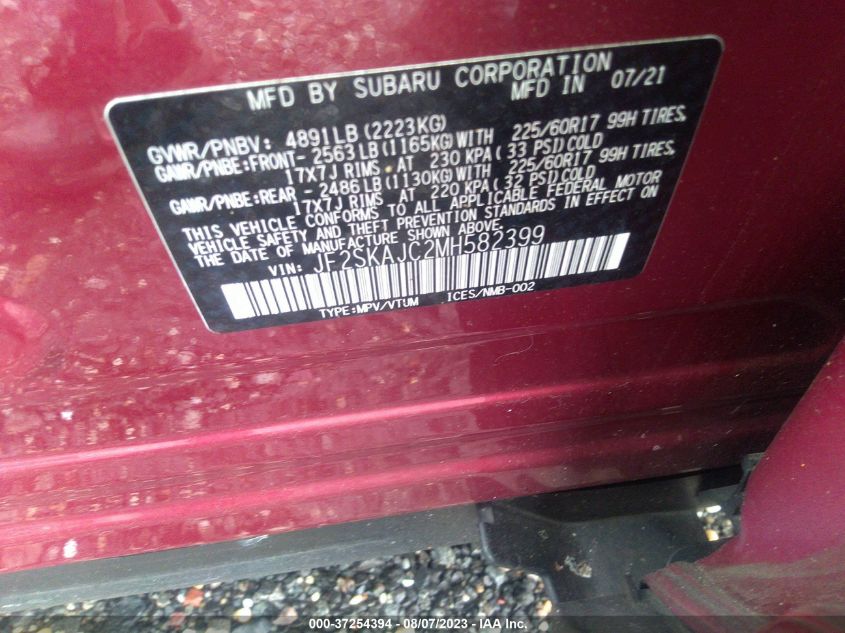 MFD BY SUBARU CORPORATION
MFD IN 07/21
GVWR/PNBV: 4891LB(2223KG)
GAWR/PNBE:FRONT-2563LB(1165KG)WITH 225/60R17 99H TIRES,
17X7J RIMS AT 230 KPA(33 PSI)COLD
GAWR/PNBE:REAR -2486LB(1130KG)WITH 225/60R17 99H TIRES,
17X7J RIMS AT 220 KPA(32 PSI)COLD
THIS VEHICLE CONFORMS TO ALL APPLICABLE FEDERAL MOTOR
VEHICLE SAFETY AND THEFT PREVENTION STANDARDS IN EFFECT ON
THE DATE OF MANUFACTURE SHOWN ABOVE.
VIN: JF2SKAJC2MH582399
TYPE:MPV/VTUM ICES/NMB-002
000-37254394 - 08/07/2023 - IAA Inc.